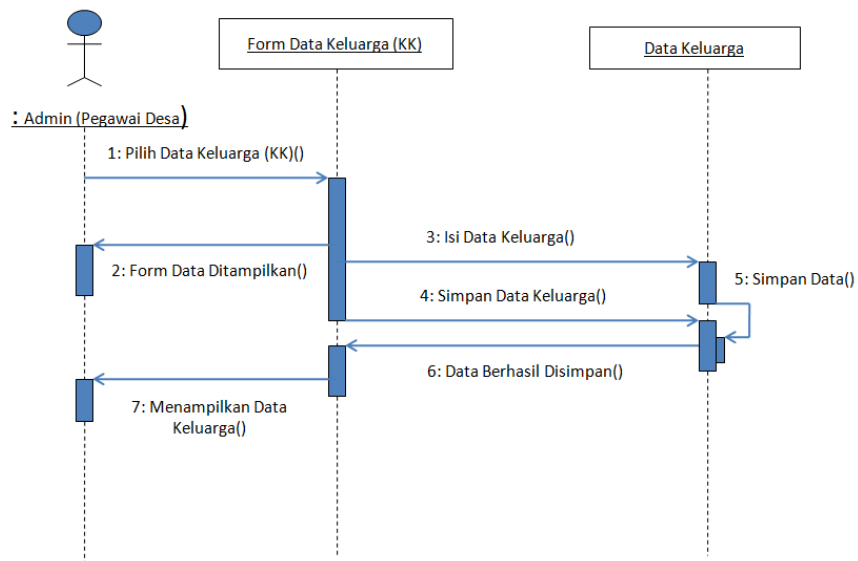 Form Data Keluarga (KK)
Data Keluarga
: Admin (Pegawai Desa)
1: Pilih Data Keluarga (KK)()
3: Isi Data Keluarga()
2: Form Data Ditampilkan()
5: Simpan Data()
4: Simpan Data Keluarga()
6: Data Berhasil Disimpan()
7: Menampilkan Data
Keluarga()